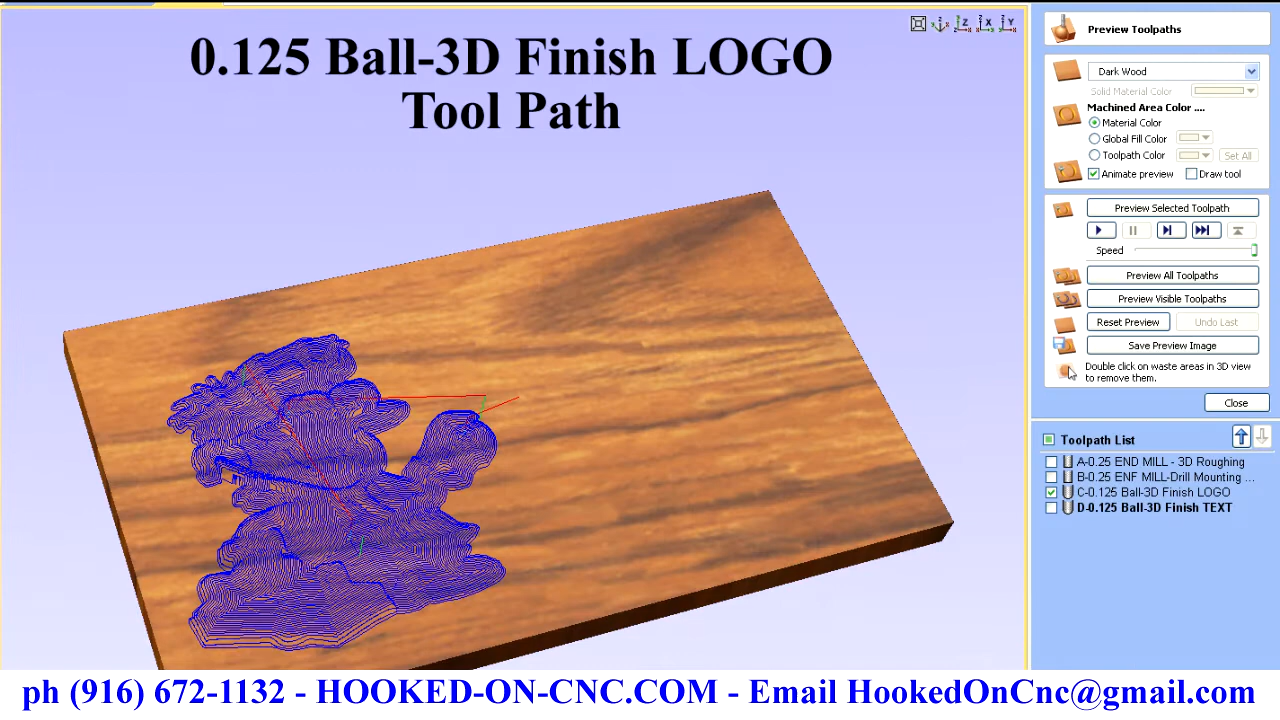 0.125 Ball-3D Finish LOGO
Tool Path
Z
X
Y
Preview Toolpaths
Dark Wood
Solid Material Color
Machined Area Color ....
Material Color
Global Fill Color
Toolpath Color
Set All
Animate preview
Draw tool
Preview Selected Toolpath
Speed
Preview All Toolpaths
Preview Visible Toolpaths
Reset Preview
Undo Last
Save Preview Image
Double click on waste areas in 3D view
to remove them.
Close
Toolpath List
A-0.25 END MILL - 3D Roughing
B-0.25 ENF MILL-Drill Mounting ...
C-0.125 Ball-3D Finish LOGO
D-0.125 Ball-3D Finish TEXT
ph (916) 672-1132 - HOOKED-ON-CNC.COM - Email HookedOnCnc@gmail.com